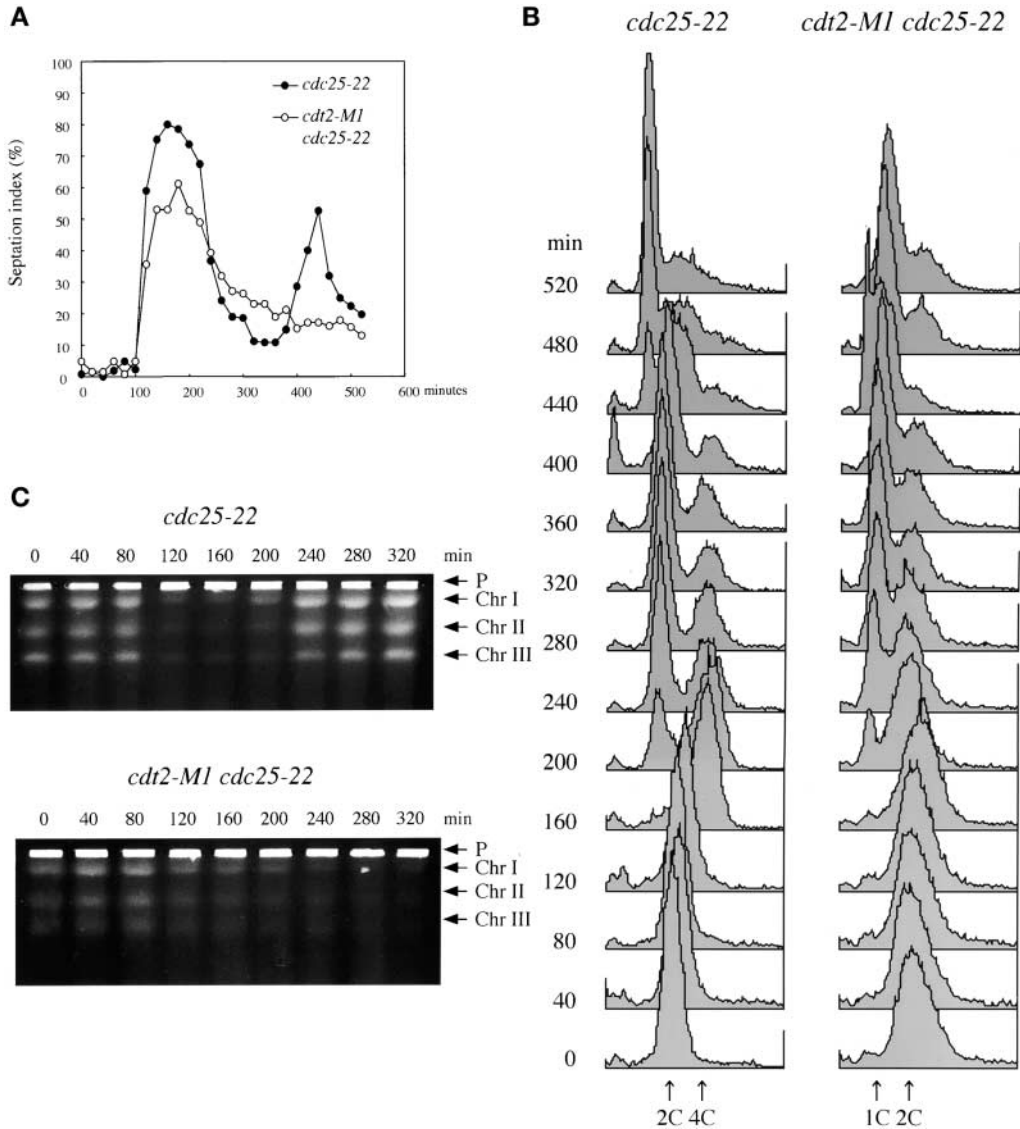 A
100
90
80
70
60
50
40
30
20
10
0
Septation index (%)
cdc25-22
cdt2-M1
cdc25-22
0 100 200 300 400 500 600 minutes
B
cdc25-22 cdt2-M1 cdc25-22
min
520
480
440
400
360
320
280
240
200
160
120
80
40
0
2C 4C
1C 2C
C
cdc25-22
0 40 80 120 160 200 240 280 320 min
P
Chr I
Chr II
Chr III
cdt2-M1 cdc25-22
0 40 80 120 160 200 240 280 320 min
P
Chr I
Chr II
Chr III